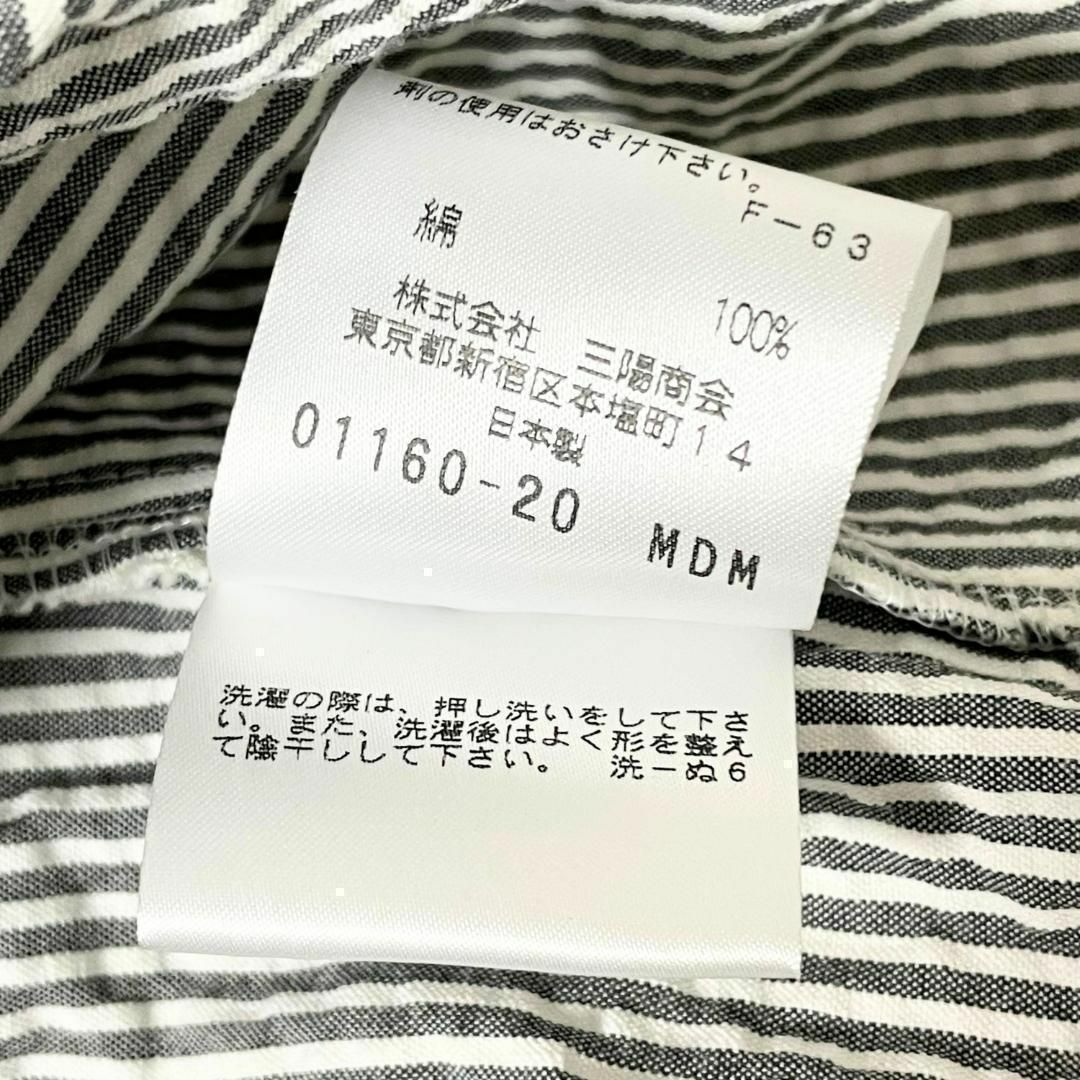 剤の使用はおさけ下さい。
F-63
綿 100%
株式会社 三陽商会
東京都新宿区本塩町14
日本製
01160-20 MDM
洗濯の際は、押し洗いをして下さ
い。また、洗濯後はよく形を整え
て陰干しして下さい。 洗-ぬ6